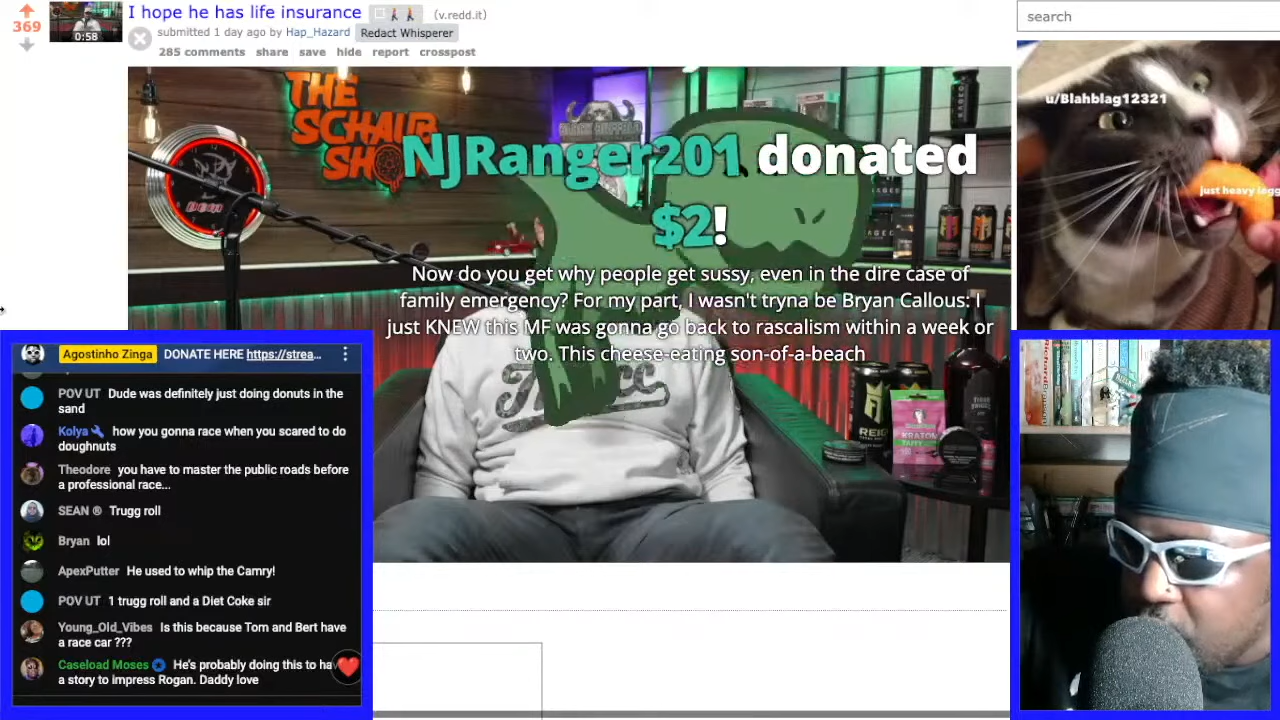 I hope he has life insurance (v.redd.it)
369
0:58
submitted 1 day ago by Hap_Hazard Redact Whisperer
285 comments share save hide report crosspost
search
u/Blahblag12321
just heavy legg
THE
SCHAUB
SHO
NJRanger201 donated
$2!
Now do you get why people get sussy, even in the dire case of
family emergency? For my part, I wasn't tryna be Bryan Callous: I
just KNEW this MF was gonna go back to rascalism within a week or
two. This cheese-eating son-of-a-beach
THICC
REIG
KRATOM
Agostinho Zinga DONATE HERE https://strea...
POV UT Dude was definitely just doing donuts in the
sand
Kolya how you gonna race when you scared to do
doughnuts
Theodore you have to master the public roads before
a professional race...
SEAN ® Trugg roll
Bryan lol
ApexPutter He used to whip the Camry!
POV UT 1 trugg roll and a Diet Coke sir
Young_Old_Vibes Is this because Tom and Bert have
a race car ???
Caseload Moses He's probably doing this to hav
a story to impress Rogan. Daddy love